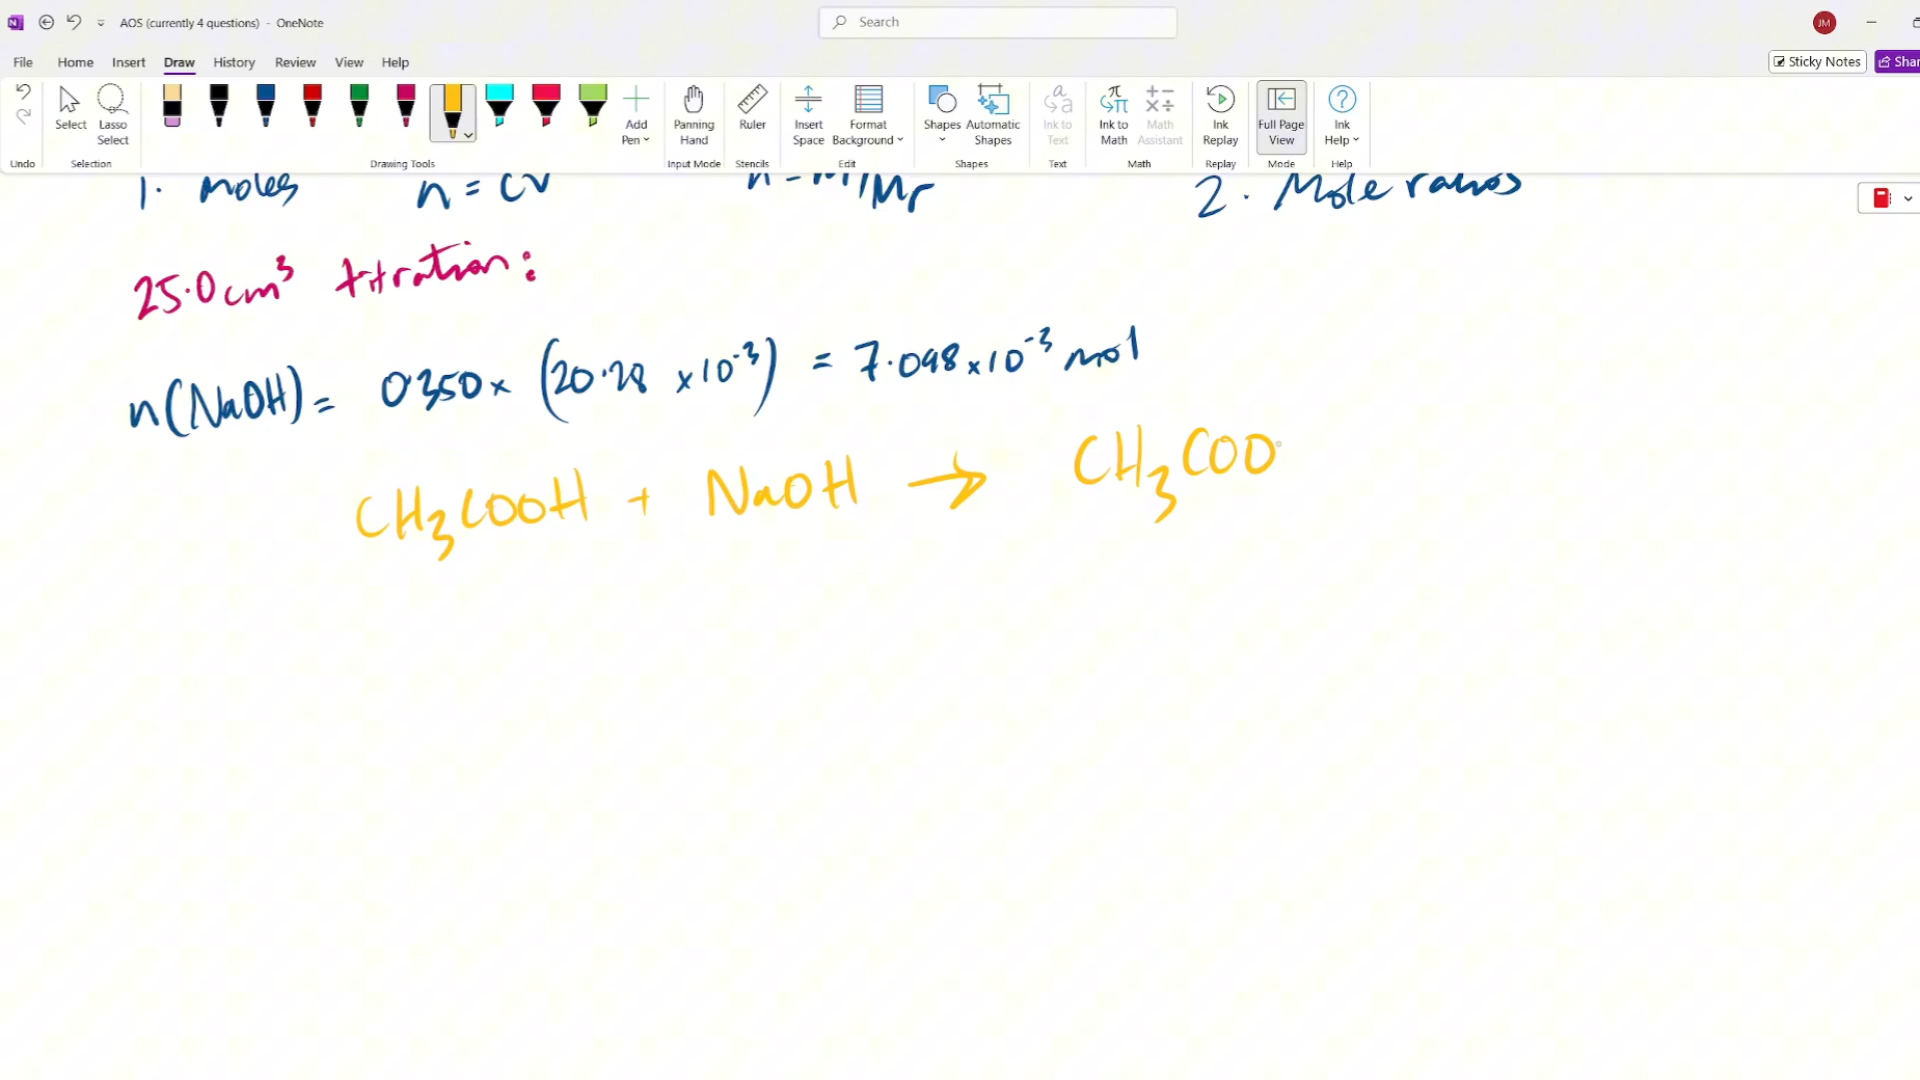 AOS (currently 4 questions) - OneNote
Search
JM
File Home Insert Draw History Review View Help
Sticky Notes
Shar
Select
Lasso Select
Add Pen
Panning Hand
Ruler
Insert Space
Format Background
Shapes
Automatic Shapes
Ink to Text
Ink to Math
Math Assistant
Ink Replay
Full Page View
Ink Help
Undo Selection Drawing Tools Input Mode Stencils Edit Shapes Text Math Replay Mode Help
1. Moles n = CV n = m/Mr 2. Mole ratios
25.0cm³ titration:
n(NaOH) = 0.350 × (20.28 × 10⁻³) = 7.098 × 10⁻³ mol
CH₃COOH + NaOH → CH₃COO